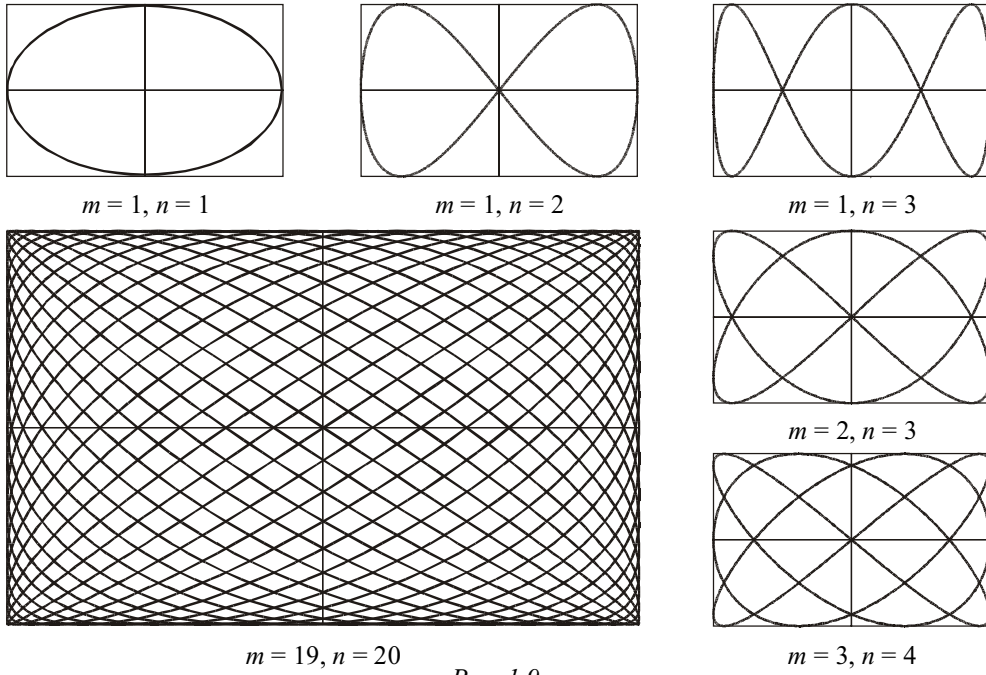 m = 1, n = 1
m = 1, n = 2
m = 1, n = 3
m = 2, n = 3
m = 19, n = 20
m = 3, n = 4